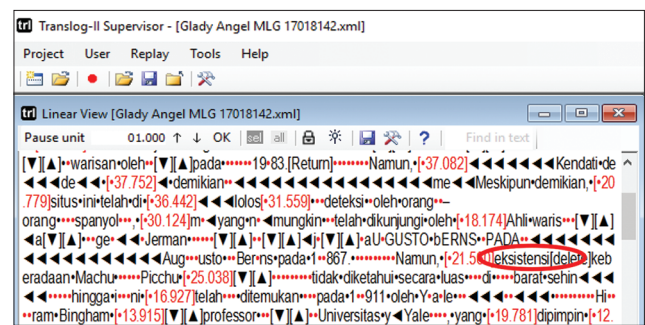 trl Translog-II Supervisor - [Glady Angel MLG 17018142.xml]
Project User Replay Tools Help
trl Linear View [Glady Angel MLG 17018142.xml]
Pause unit 01.000 ↑ ↓ OK sel all ? Find in text
[▼][▲]••warisan•oleh••[▼][▲]pada•••••••19•83.[Return]••••••••Namun,•[•37.082]◄◄◄◄◄◄◄Kendati•de
◄◄◄de◄◄•[•37.752]◄•demikian••◄◄◄◄◄◄◄◄◄◄◄◄◄◄◄◄me◄◄Meskipun•demikian,•[•20
.779]situs•ini•telah•di•[•36.442]◄◄◄lolos[•31.559]•••deteksi••oleh•orang••–
orang••••spanyol•••,•[•30.124]m◄•yang•n•◄mungkin•••telah•dikunjungi•oleh[•18.174]Ahli•waris•••[▼][▲]
◄a[▼][▲]•••ge•◄◄•Jerman••••••[▼][▲]••[▼][▲]◄j•[▼][▲]•aU•GUSTO•bERNS••PADA••◄◄◄◄◄◄◄
◄◄◄◄◄◄◄◄◄◄◄Aug•••usto•••Ber•ns•pada•1••867.••••••••••Namun,•[•21.5 ]eksistensi[delete]keb
eradaan•Machu•••••Picchu•[•25.038][▼][▲]•••••••••tidak•diketahui•secara•luas••••di•••••barat•sehin◄◄◄
◄◄•••••hingga•i•••ni•[•16.927]telah••••ditemukan••••pada•1••911•oleh•Y•a•le•••◄◄◄••◄◄•••••••••Hi••
••ram•Bingham•[•13.915][▼][▲]professor•••[▼][▲]••Universitas•y◄Yale••••,•yang•[•19.781]dipimpin•[•12.